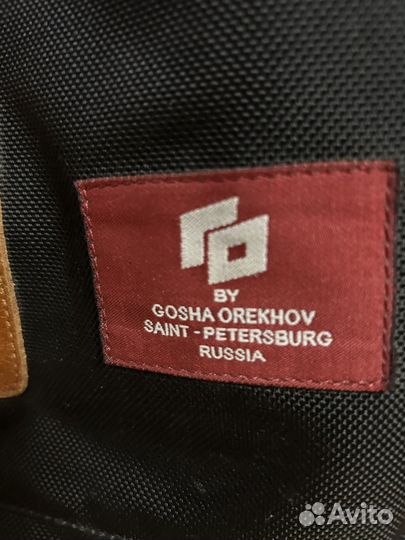 BY
GOSHA OREKHOV
SAINT - PETERSBURG
RUSSIA
Avito